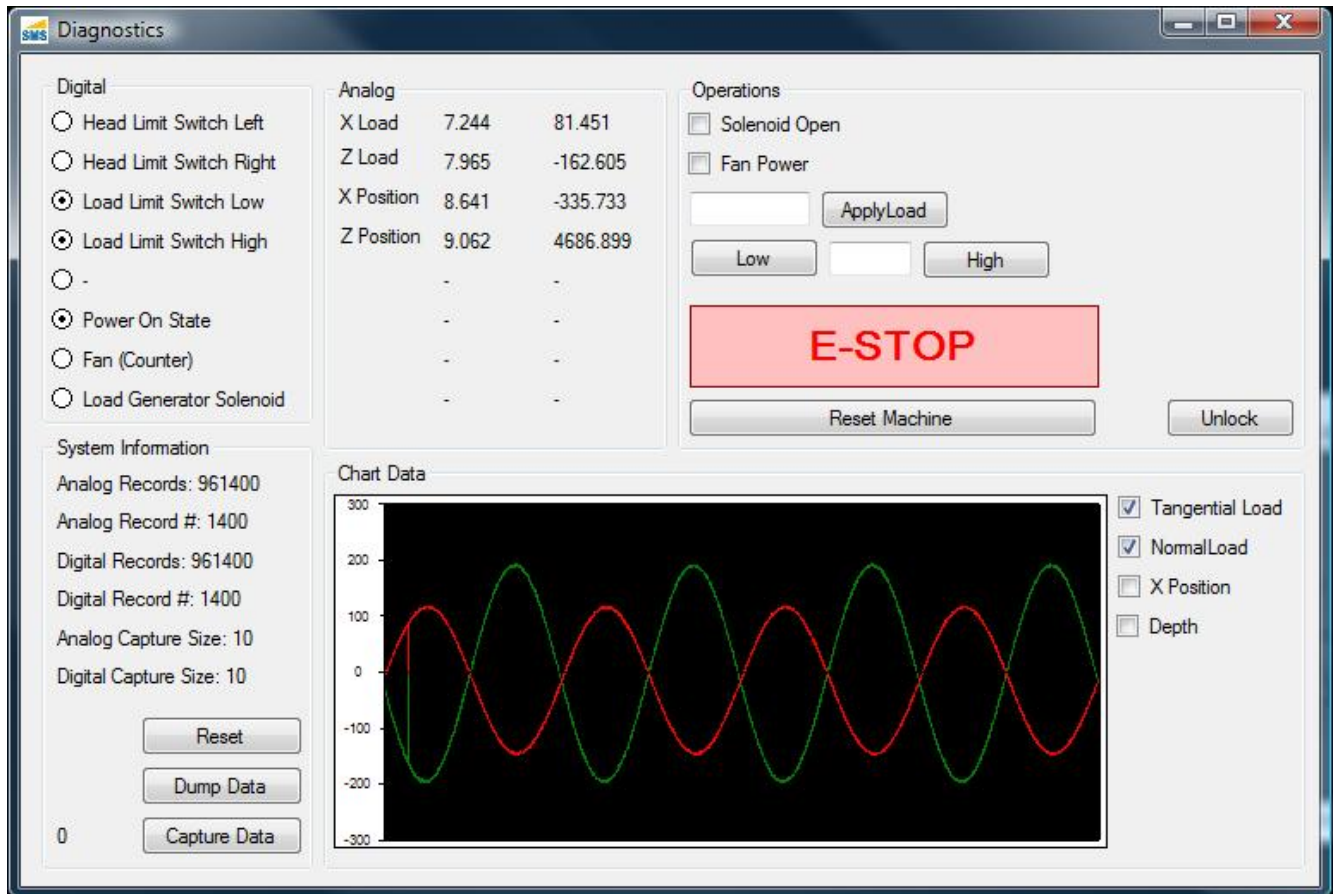 SMS Diagnostics
Digital
Head Limit Switch Left
Head Limit Switch Right
Load Limit Switch Low
Load Limit Switch High
-
Power On State
Fan (Counter)
Load Generator Solenoid
Analog
X Load 7.244 81.451
Z Load 7.965 -162.605
X Position 8.641 -335.733
Z Position 9.062 4686.899
- -
- -
- -
- -
Operations
Solenoid Open
Fan Power
ApplyLoad
Low High
E-STOP
Reset Machine Unlock
System Information
Analog Records: 961400
Analog Record #: 1400
Digital Records: 961400
Digital Record #: 1400
Analog Capture Size: 10
Digital Capture Size: 10
Reset
Dump Data
0 Capture Data
Chart Data
300
200
100
0
-100
-200
-300
Tangential Load
NormalLoad
X Position
Depth